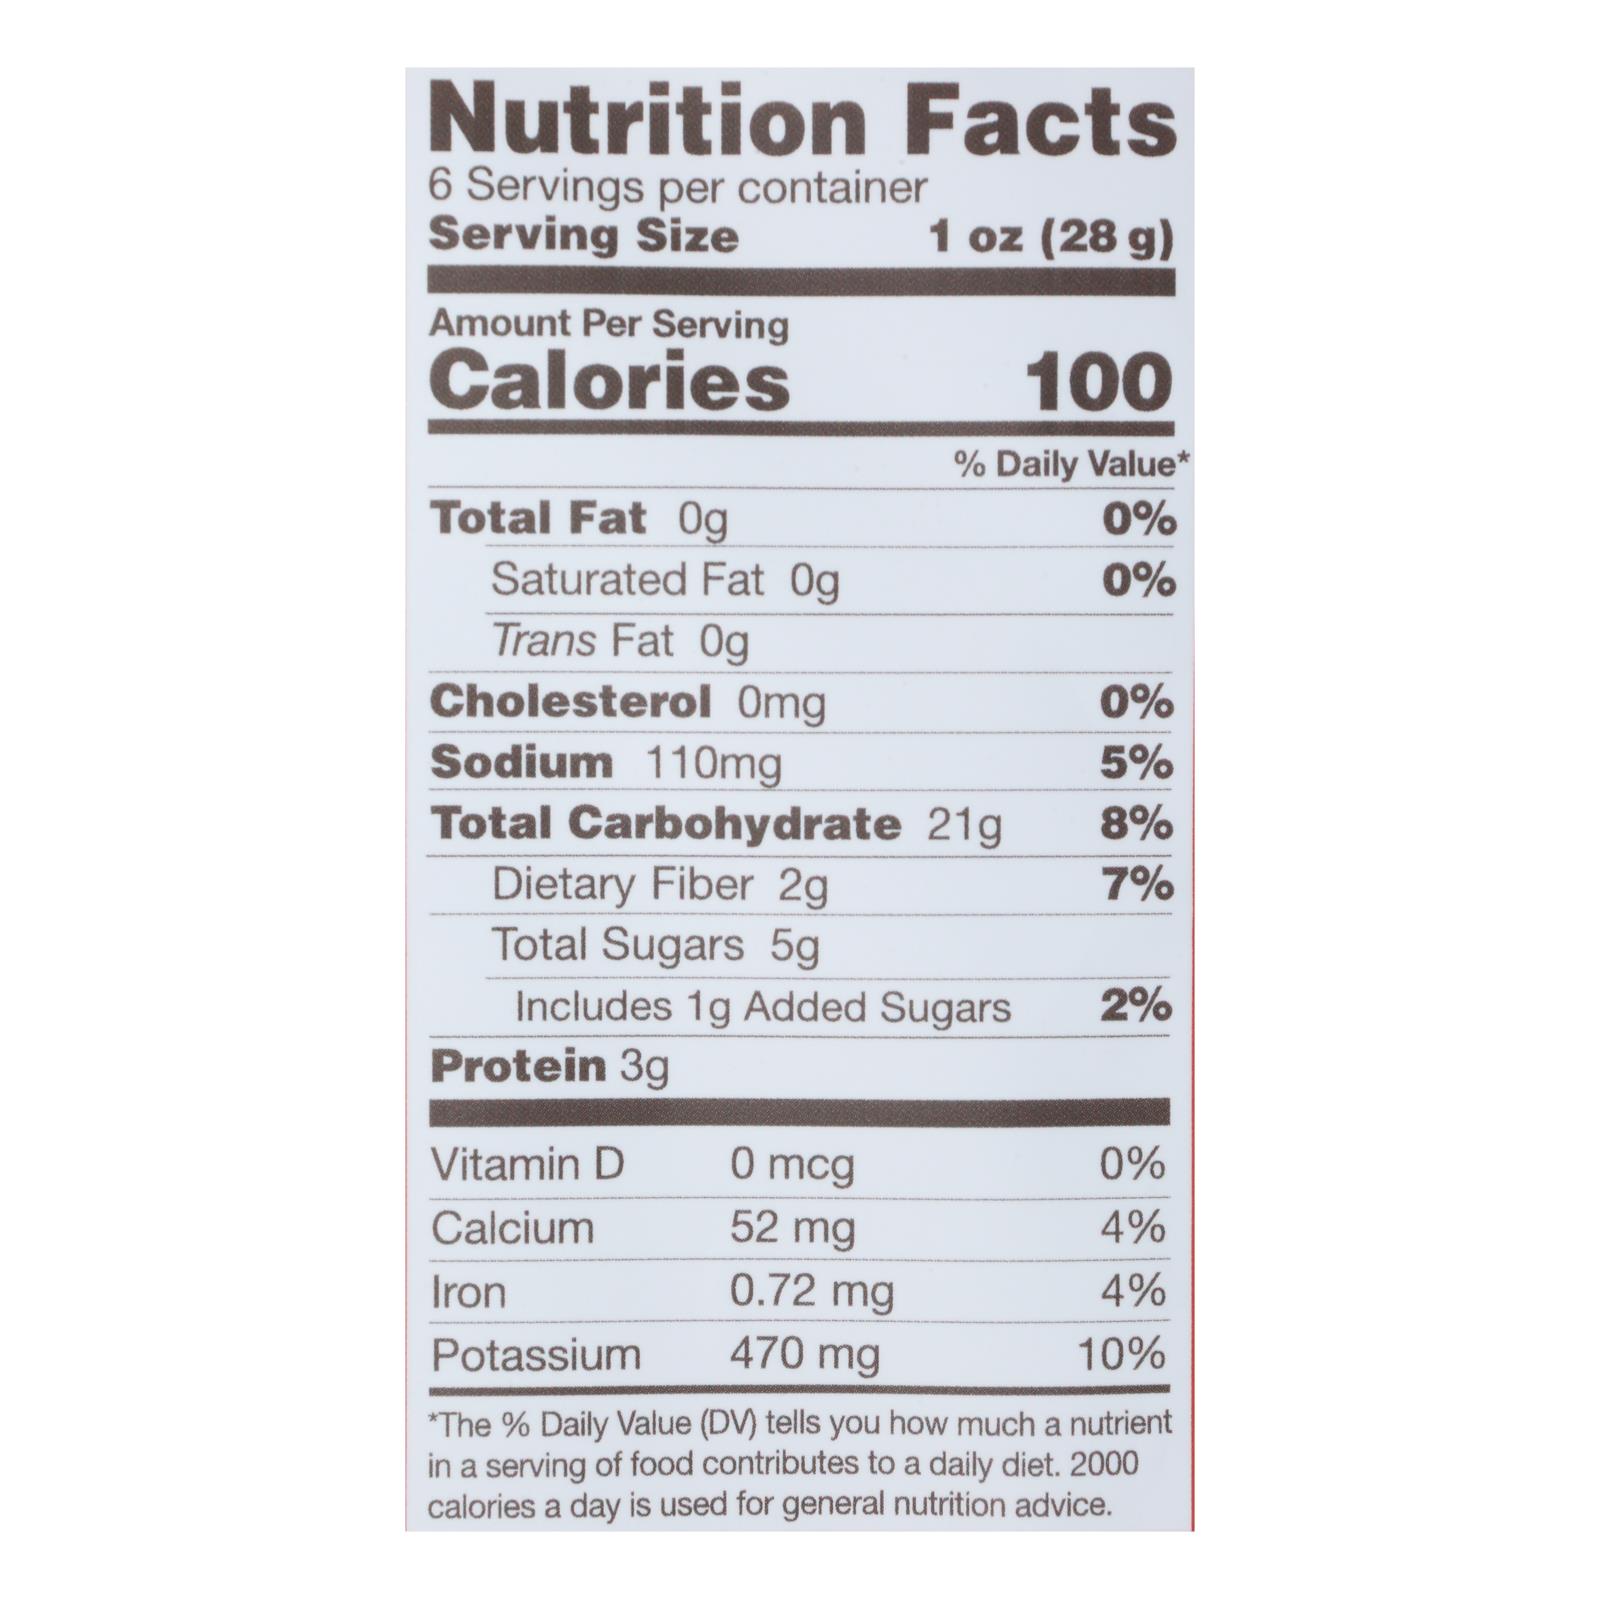 Nutrition Facts
6 Servings per container
Serving Size 1 oz (28 g)
Amount Per Serving
Calories 100
% Daily Value*
Total Fat 0g 0%
Saturated Fat 0g 0%
Trans Fat 0g
Cholesterol 0mg 0%
Sodium 110mg 5%
Total Carbohydrate 21g 8%
Dietary Fiber 2g 7%
Total Sugars 5g
Includes 1g Added Sugars 2%
Protein 3g
Vitamin D 0 mcg 0%
Calcium 52 mg 4%
Iron 0.72 mg 4%
Potassium 470 mg 10%
*The % Daily Value (DV) tells you how much a nutrient
in a serving of food contributes to a daily diet. 2000
calories a day is used for general nutrition advice.